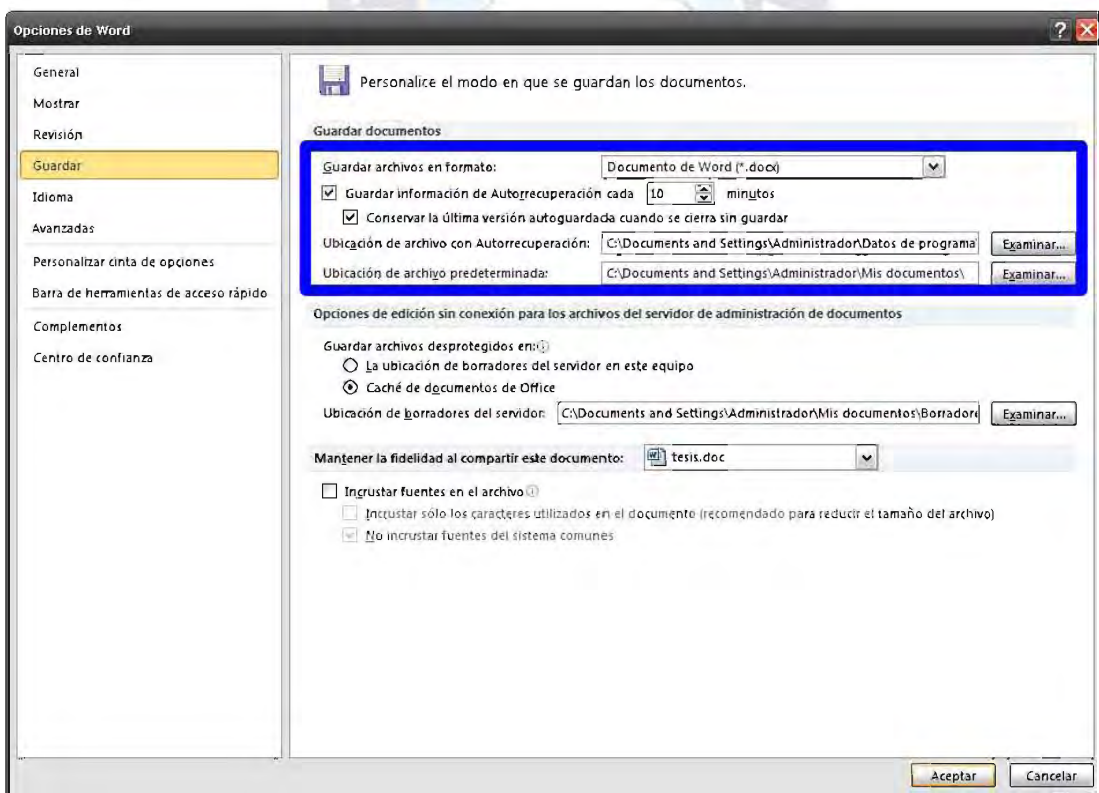 Opciones de Word
General
Mostrar
Revisión
Guardar
Idioma
Avanzadas
Personalizar cinta de opciones
Barra de herramientas de acceso rápido
Complementos
Centro de confianza
Personalice el modo en que se guardan los documentos.
Guardar documentos
Guardar archivos en formato: Documento de Word (*.docx)
Guardar información de Autorrecuperación cada 10 minutos
Conservar la última versión autoguardada cuando se cierra sin guardar
Ubicación de archivo con Autorrecuperación: C:\Documents and Settings\Administrador\Datos de programa Examinar...
Ubicación de archivo predeterminada: C:\Documents and Settings\Administrador\Mis documentos\ Examinar...
Opciones de edición sin conexión para los archivos del servidor de administración de documentos
Guardar archivos desprotegidos en:
La ubicación de borradores del servidor en este equipo
Caché de documentos de Office
Ubicación de borradores del servidor: C:\Documents and Settings\Administrador\Mis documentos\Borradore Examinar...
Mantener la fidelidad al compartir este documento: tesis.doc
Incrustar fuentes en el archivo
Incrustar sólo los caracteres utilizados en el documento (recomendado para reducir el tamaño del archivo)
No incrustar fuentes del sistema comunes
Aceptar Cancelar